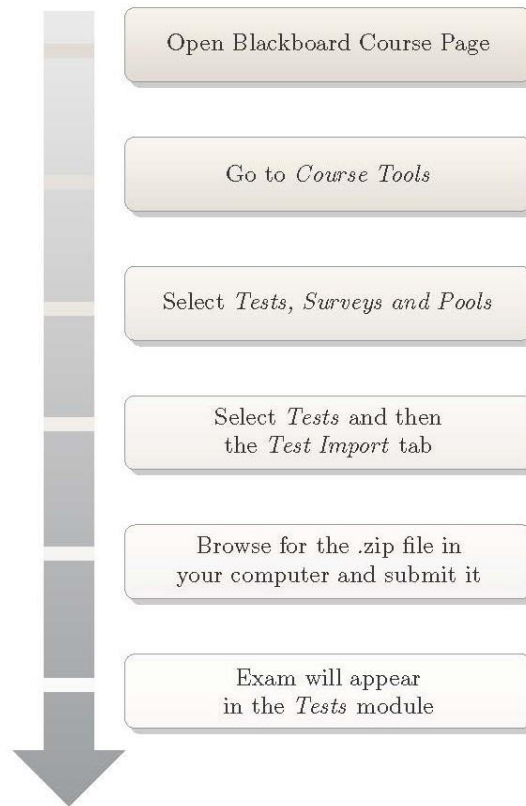 Open Blackboard Course Page
Go to Course Tools
Select Tests, Surveys and Pools
Select Tests and then
the Test Import tab
Browse for the .zip file in
your computer and submit it
Exam will appear
in the Tests module